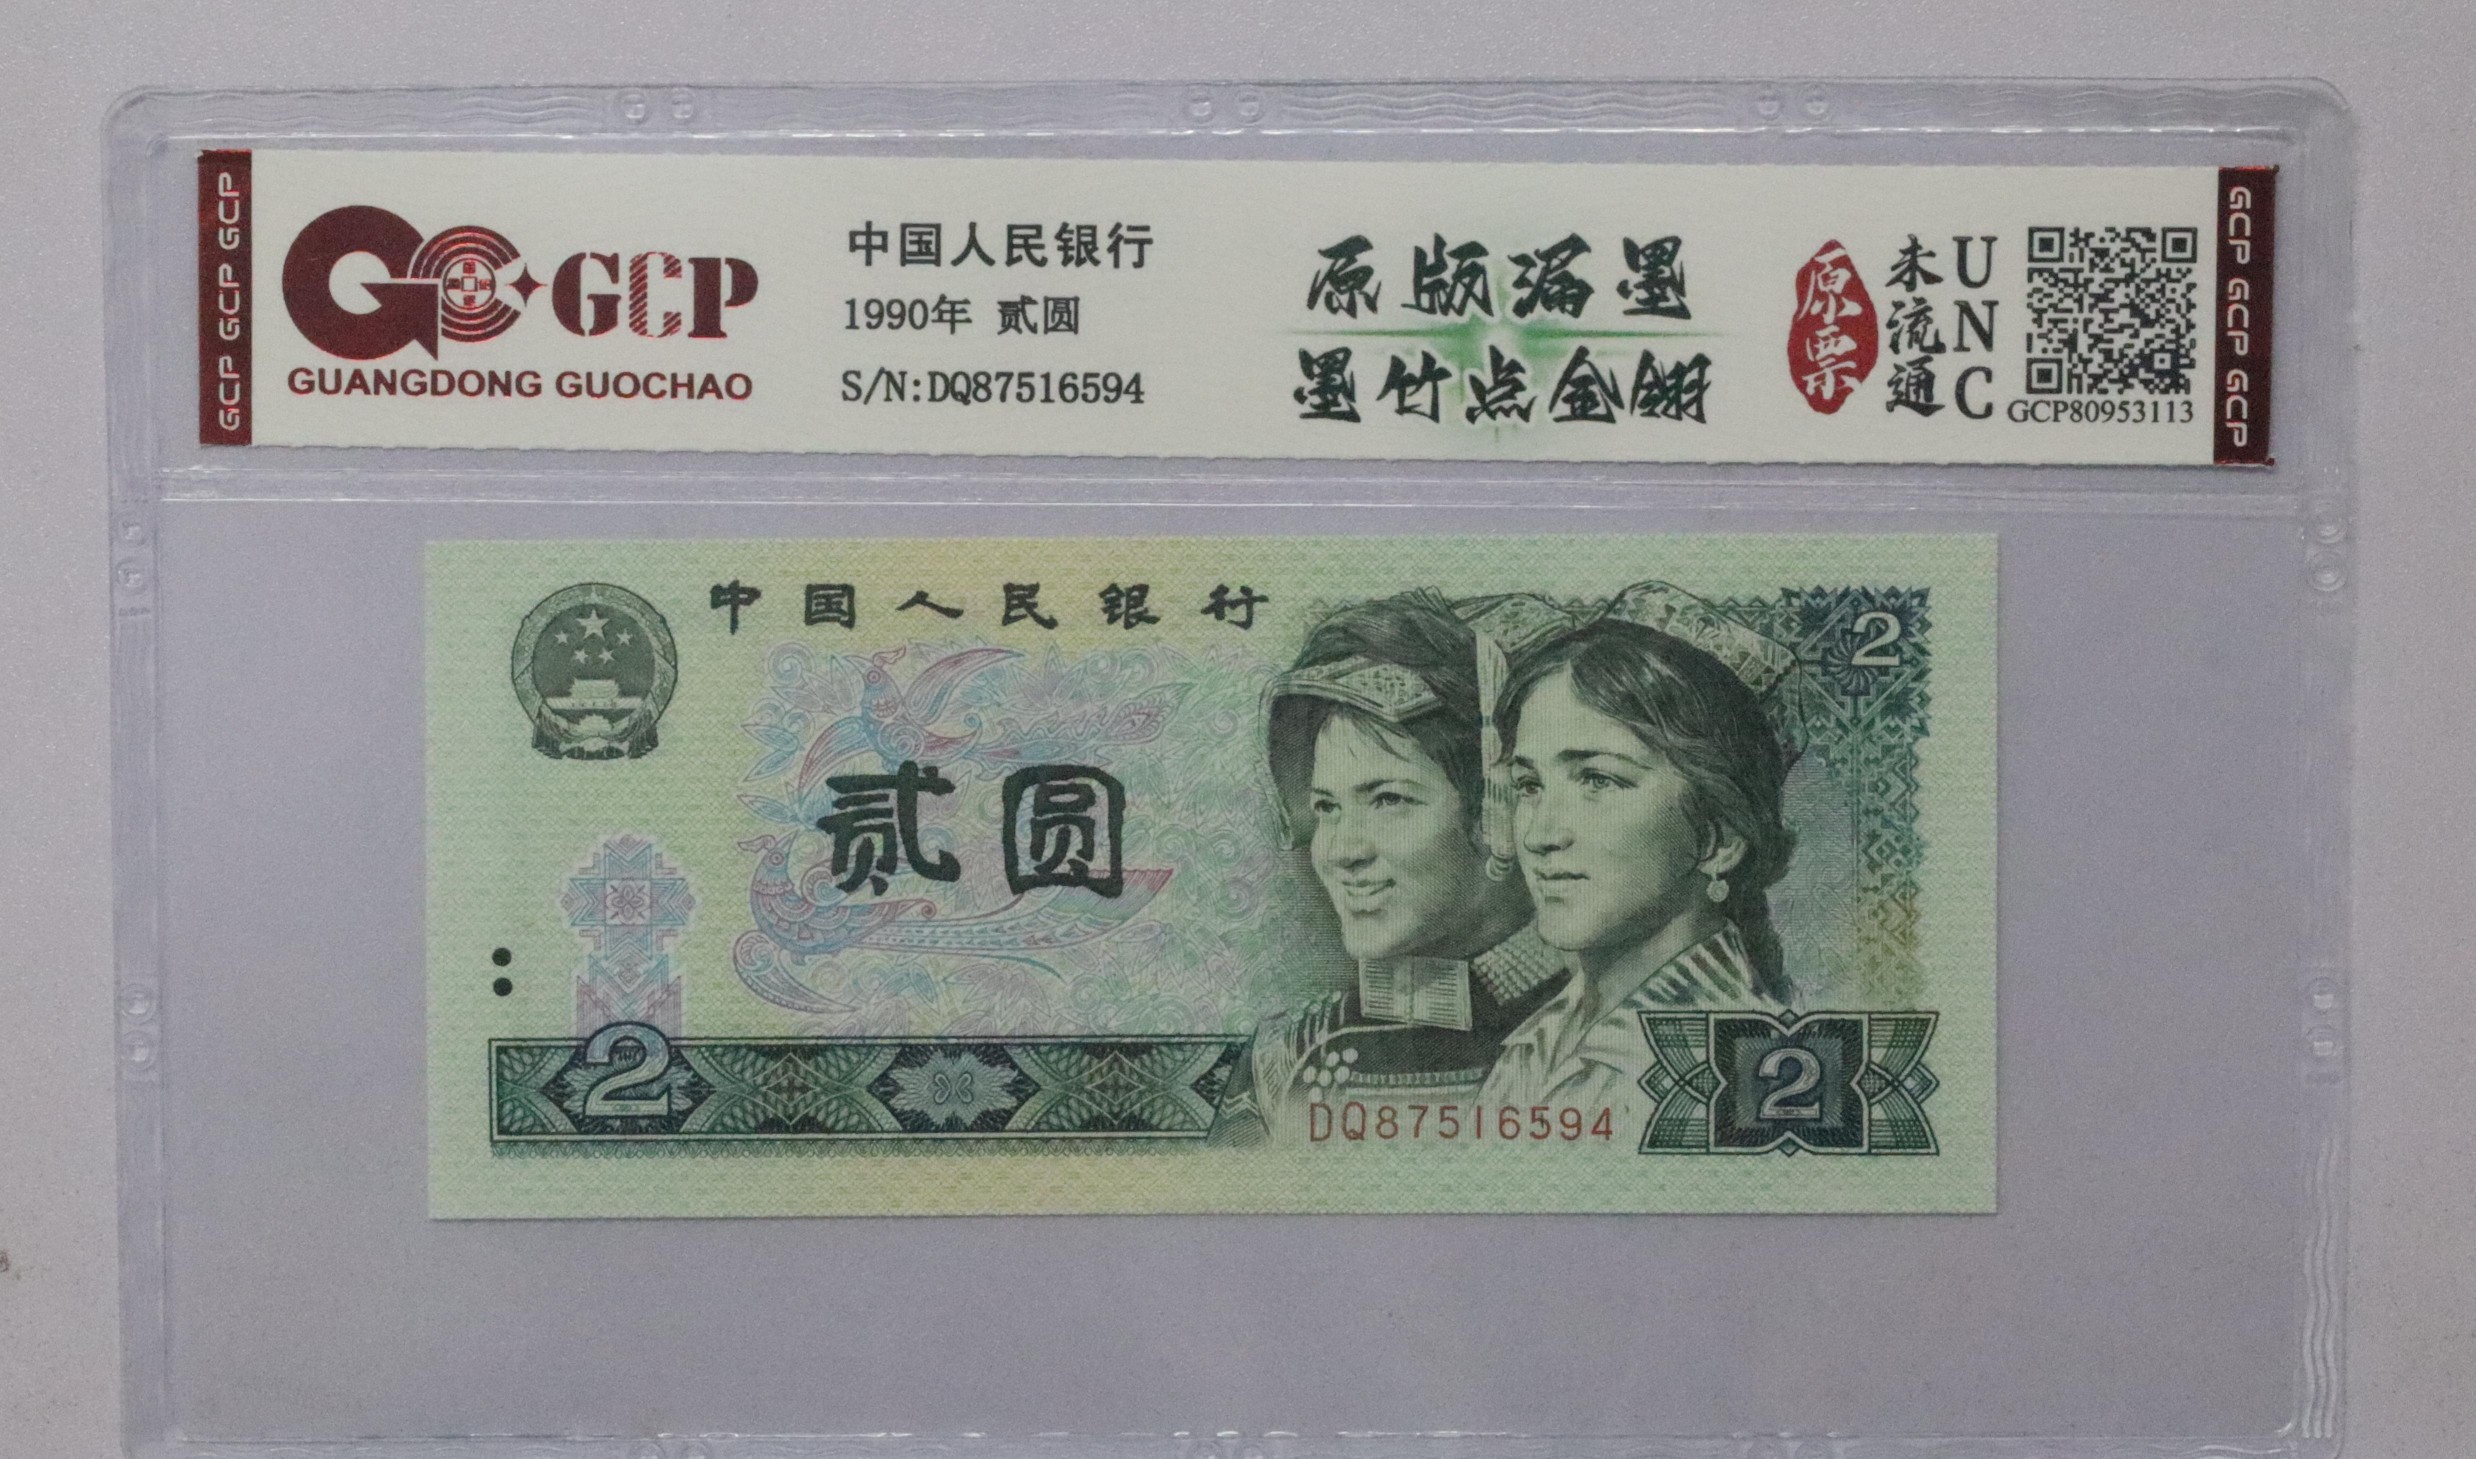 GCP GCP GCP
GCP
GUANGDONG GUOCHAO
中国人民银行
1990年 贰圆
S/N:DQ87516594
原版漏墨
墨竹点金翎
原票
未流通
UNC
GCP80953113
GCP GCP GCP
中国人民银行
2
贰圆
2
DQ87516594
2